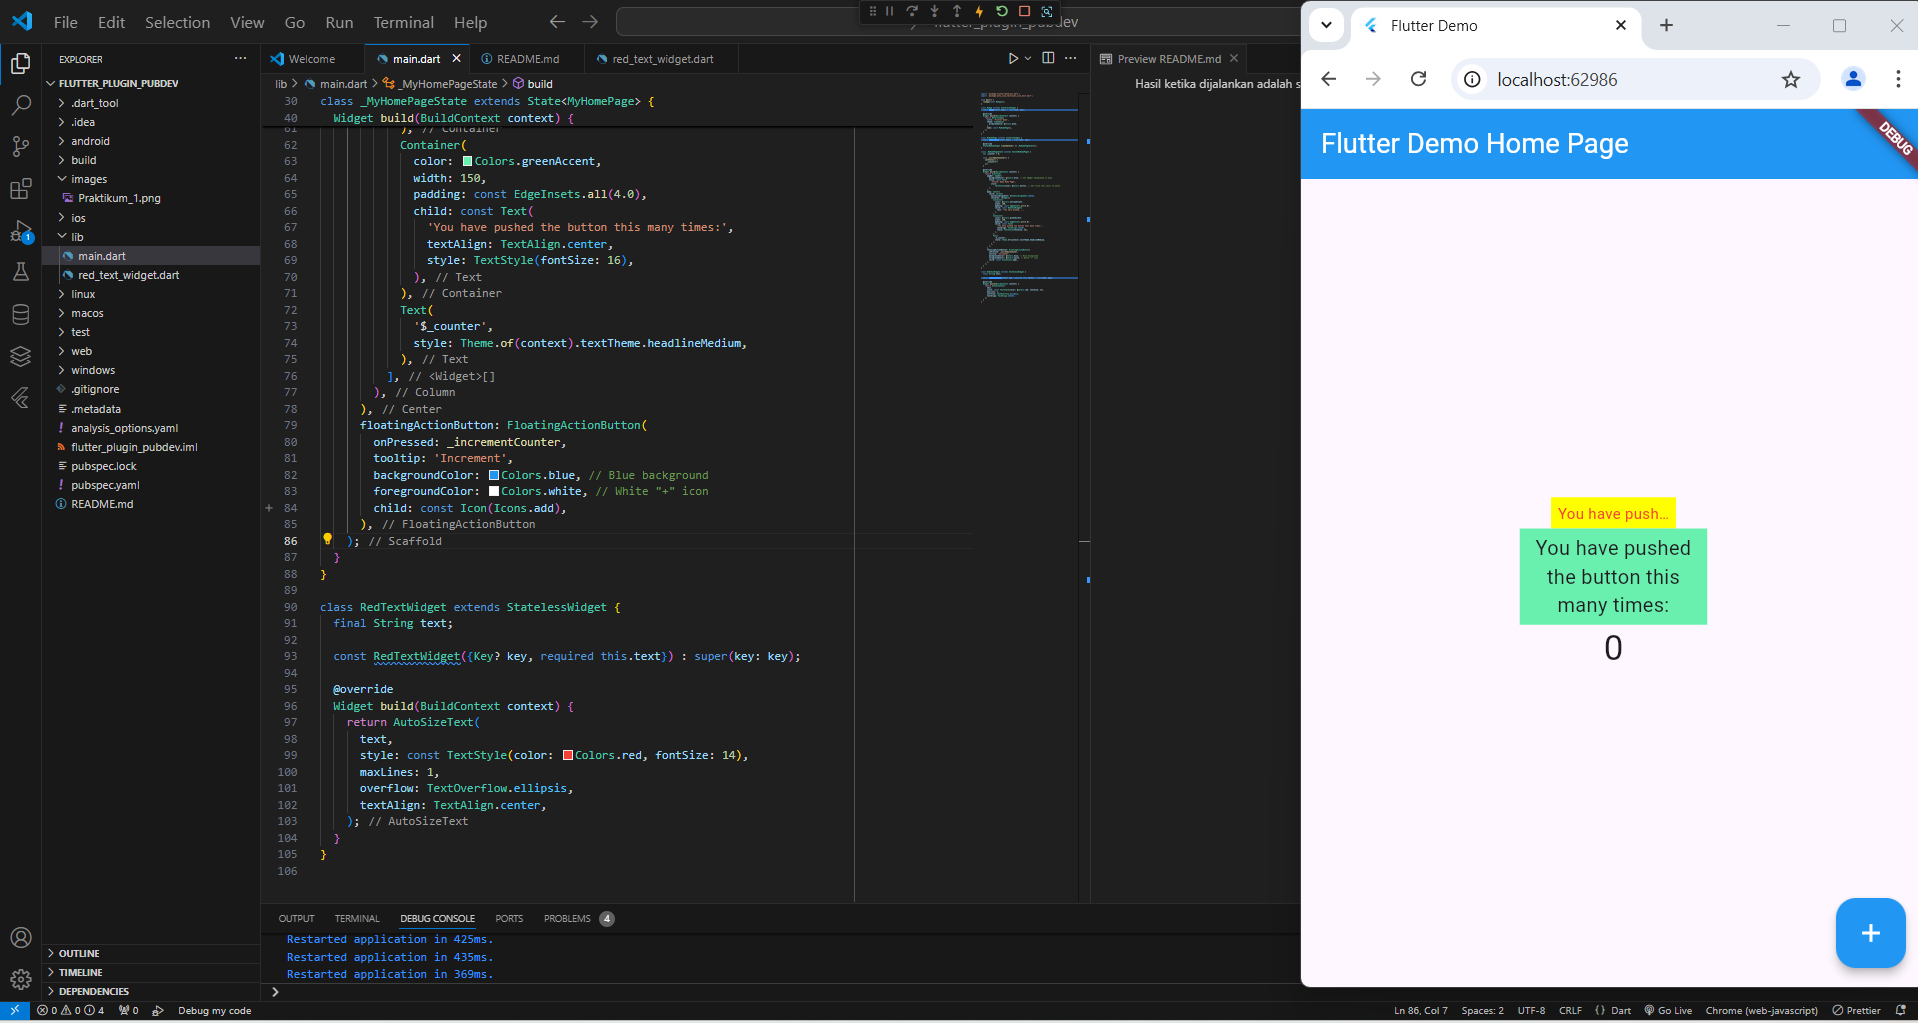 File Edit Selection View Go Run Terminal Help
flutter_plugin_pubdev
EXPLORER
FLUTTER_PLUGIN_PUBDEV
.dart_tool
.idea
android
build
images
Praktikum_1.png
ios
lib
main.dart
red_text_widget.dart
linux
macos
test
web
windows
.gitignore
.metadata
analysis_options.yaml
flutter_plugin_pubdev.iml
pubspec.lock
pubspec.yaml
README.md
OUTLINE
TIMELINE
DEPENDENCIES
Welcome main.dart README.md red_text_widget.dart
lib > main.dart > _MyHomePageState > build
30 class _MyHomePageState extends State<MyHomePage> {
40 Widget build(BuildContext context) {
61 ), // Container
62 Container(
63 color: Colors.greenAccent,
64 width: 150,
65 padding: const EdgeInsets.all(4.0),
66 child: const Text(
67 'You have pushed the button this many times:',
68 textAlign: TextAlign.center,
69 style: TextStyle(fontSize: 16),
70 ), // Text
71 ), // Container
72 Text(
73 '$_counter',
74 style: Theme.of(context).textTheme.headlineMedium,
75 ), // Text
76 ], // <Widget>[]
77 ), // Column
78 ), // Center
79 floatingActionButton: FloatingActionButton(
80 onPressed: _incrementCounter,
81 tooltip: 'Increment',
82 backgroundColor: Colors.blue, // Blue background
83 foregroundColor: Colors.white, // White "+" icon
84 child: const Icon(Icons.add),
85 ), // FloatingActionButton
86 ); // Scaffold
87 }
88 }
89
90 class RedTextWidget extends StatelessWidget {
91 final String text;
92
93 const RedTextWidget({Key? key, required this.text}) : super(key: key);
94
95 @override
96 Widget build(BuildContext context) {
97 return AutoSizeText(
98 text,
99 style: const TextStyle(color: Colors.red, fontSize: 14),
100 maxLines: 1,
101 overflow: TextOverflow.ellipsis,
102 textAlign: TextAlign.center,
103 ); // AutoSizeText
104 }
105 }
106
OUTPUT TERMINAL DEBUG CONSOLE PORTS PROBLEMS 4
Restarted application in 425ms.
Restarted application in 435ms.
Restarted application in 369ms.
Preview README.md
Hasil ketika dijalankan adalah s
Flutter Demo
localhost:62986
Flutter Demo Home Page
DEBUG
You have push...
You have pushed
the button this
many times:
0
+
1
0 0 4 0 Debug my code
Ln 86, Col 7 Spaces: 2 UTF-8 CRLF {} Dart Go Live Chrome (web-javascript) Prettier